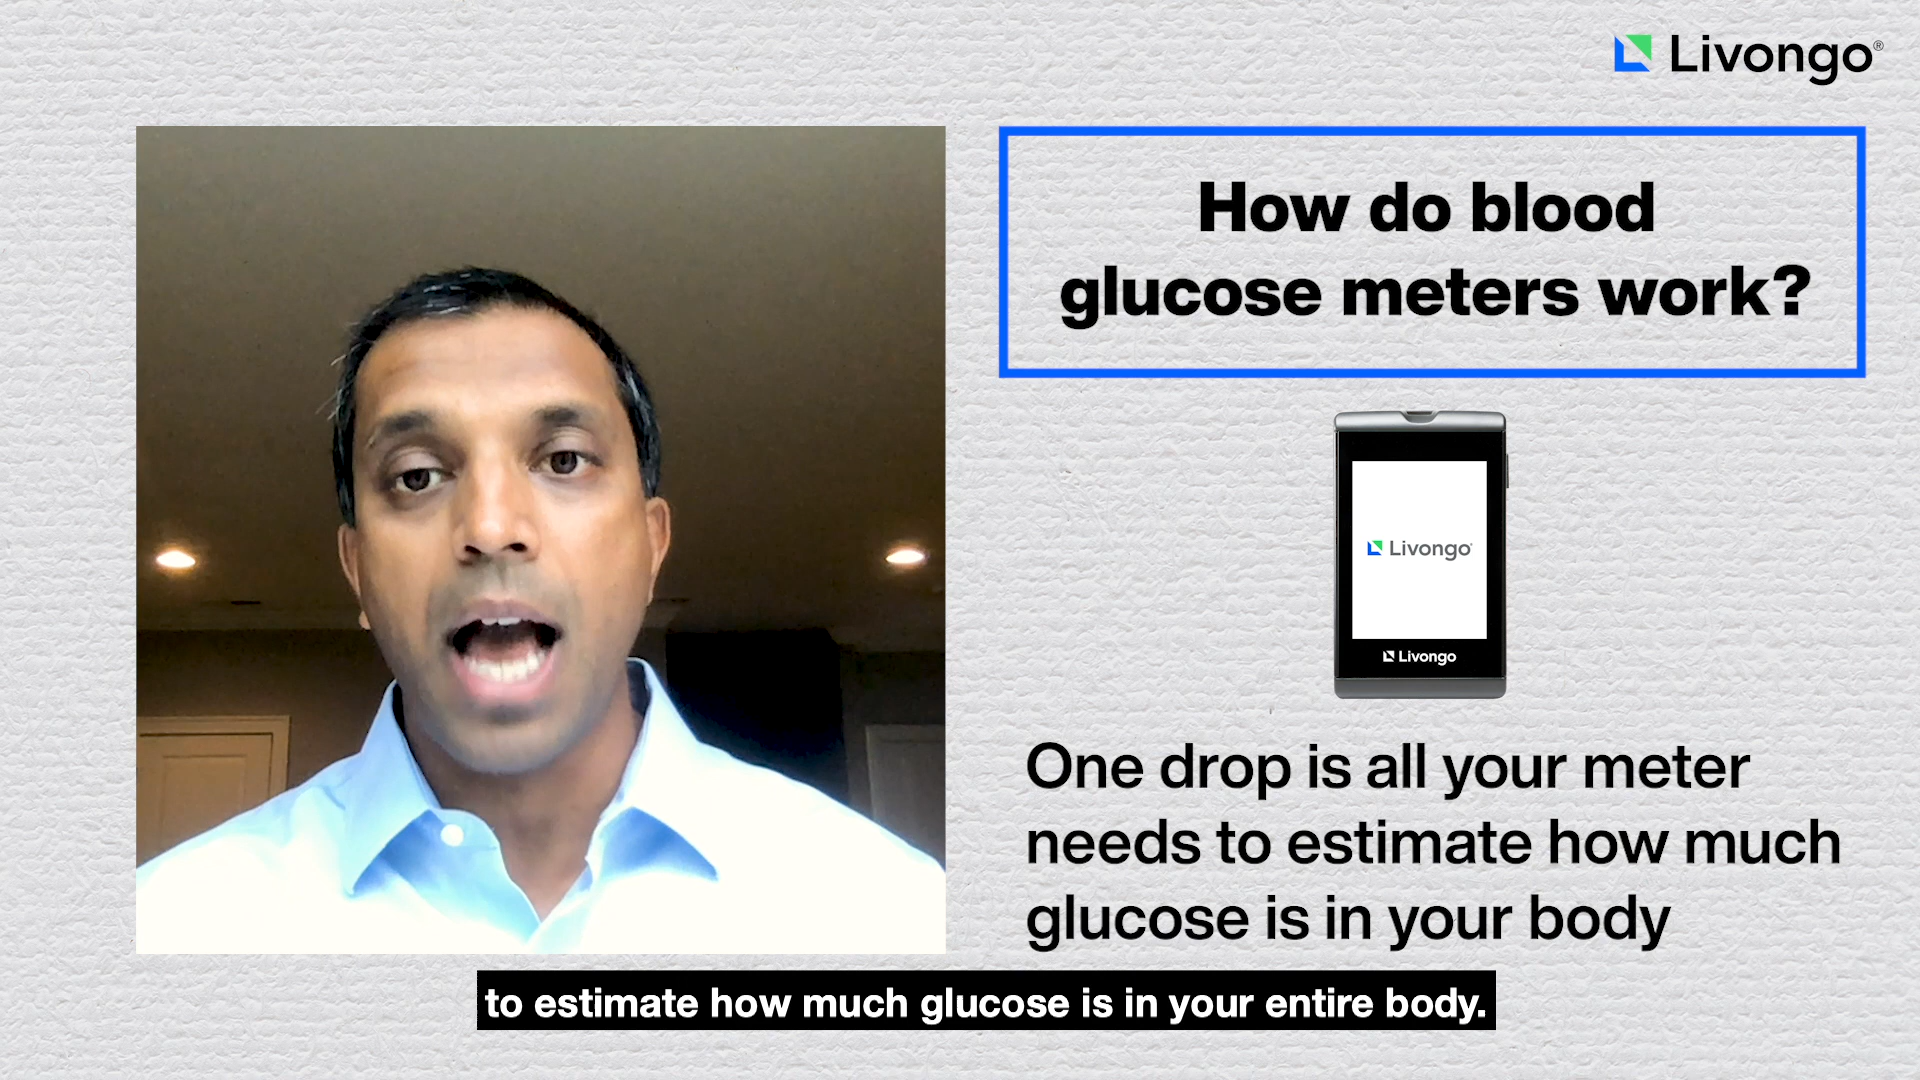 Livongo®
How do blood
glucose meters work?
Livongo
Livongo
One drop is all your meter
needs to estimate how much
glucose is in your body
to estimate how much glucose is in your entire body.